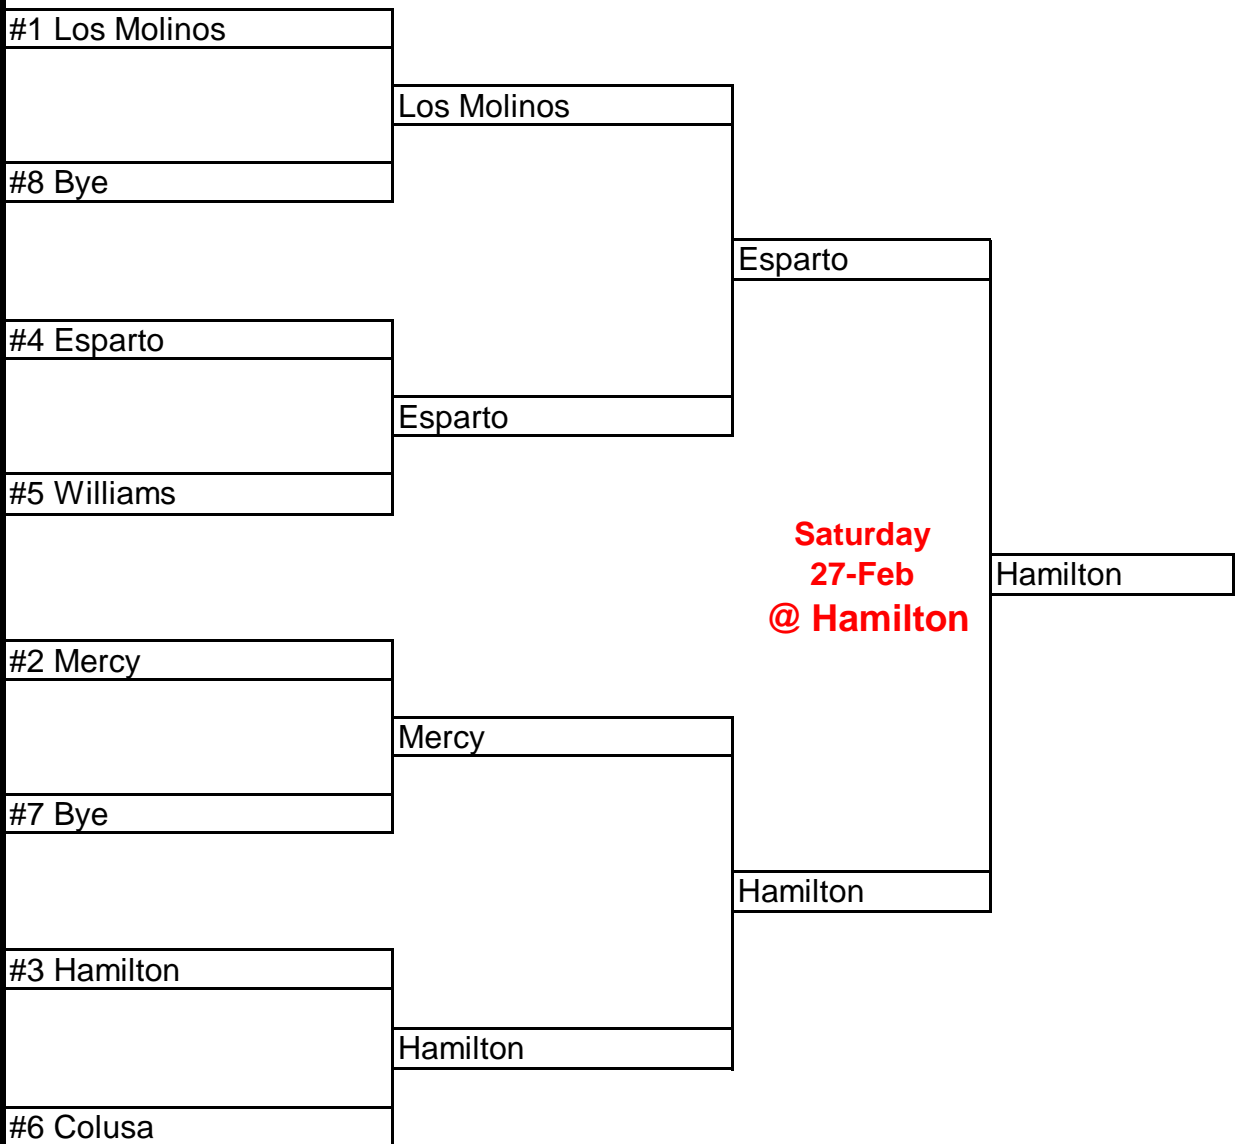 #1 Los Molinos
Los Molinos
#8 Bye
Esparto
#4 Esparto
Esparto
#5 Williams
Saturday
27-Feb
@ Hamilton
Hamilton
#2 Mercy
Mercy
#7 Bye
Hamilton
#3 Hamilton
Hamilton
#6 Colusa